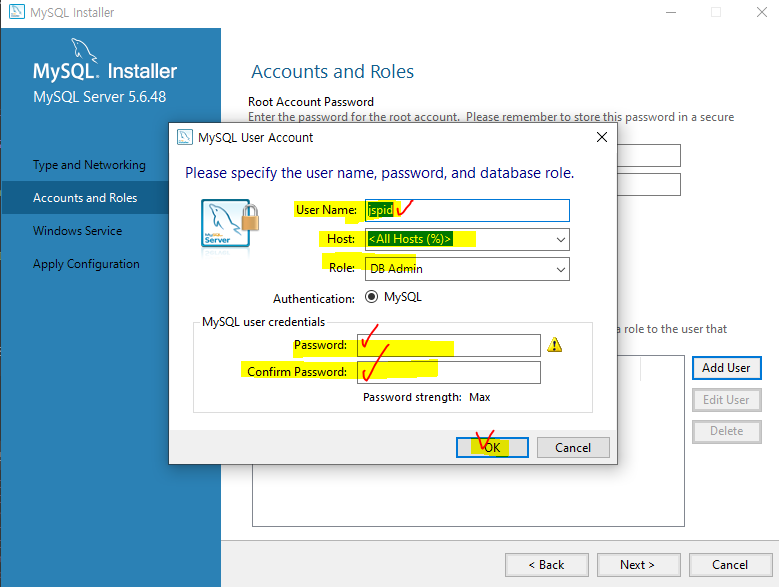 MySQL Installer
MySQL. Installer
MySQL Server 5.6.48
Type and Networking
Accounts and Roles
Windows Service
Apply Configuration
Accounts and Roles
Root Account Password
Enter the password for the root account. Please remember to store this password in a secure
MySQL User Account
Please specify the user name, password, and database role.
MySQL
Server
User Name: jspid
Host: <All Hosts (%)>
Role: DB Admin
Authentication: MySQL
MySQL user credentials
Password:
Confirm Password:
Password strength: Max
OK
Cancel
a role to the user that
Add User
Edit User
Delete
< Back
Next >
Cancel